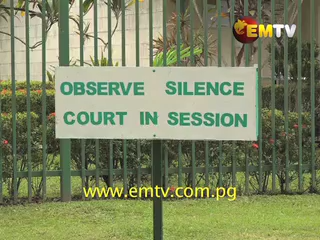 EMTV
OBSERVE SILENCE
COURT IN SESSION
www.emtv.com.pg